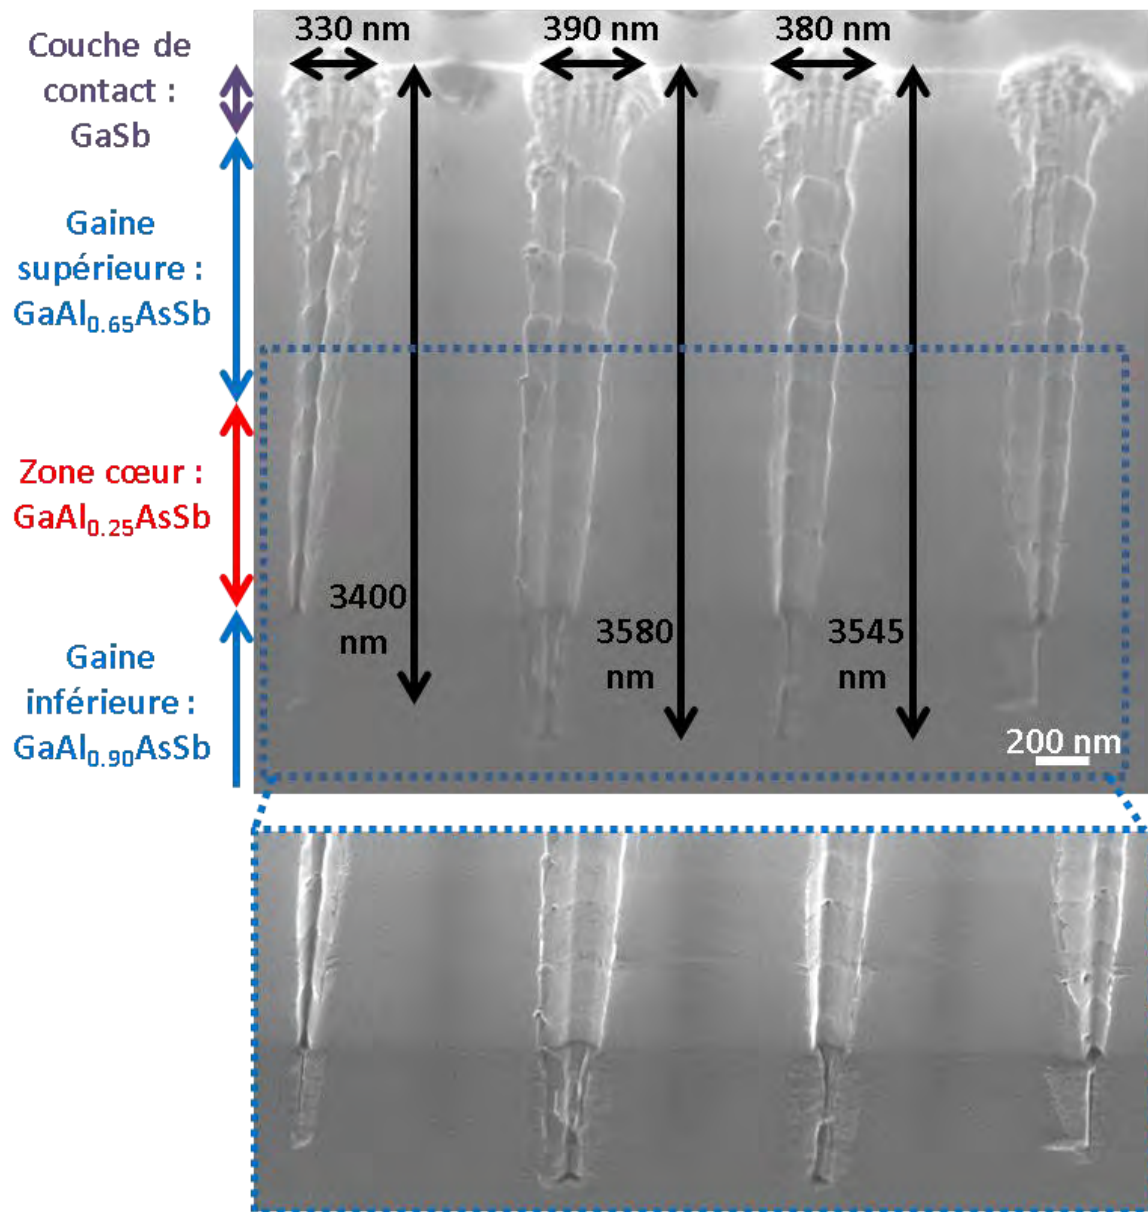 330 nm 390 nm 380 nm
Couche de
contact :
GaSb
Gaine
supérieure :
GaAl0.65AsSb
Zone cœur :
GaAl0.25AsSb
3400
nm
3580
nm
3545
nm
Gaine
inférieure :
GaAl0.90AsSb
200 nm